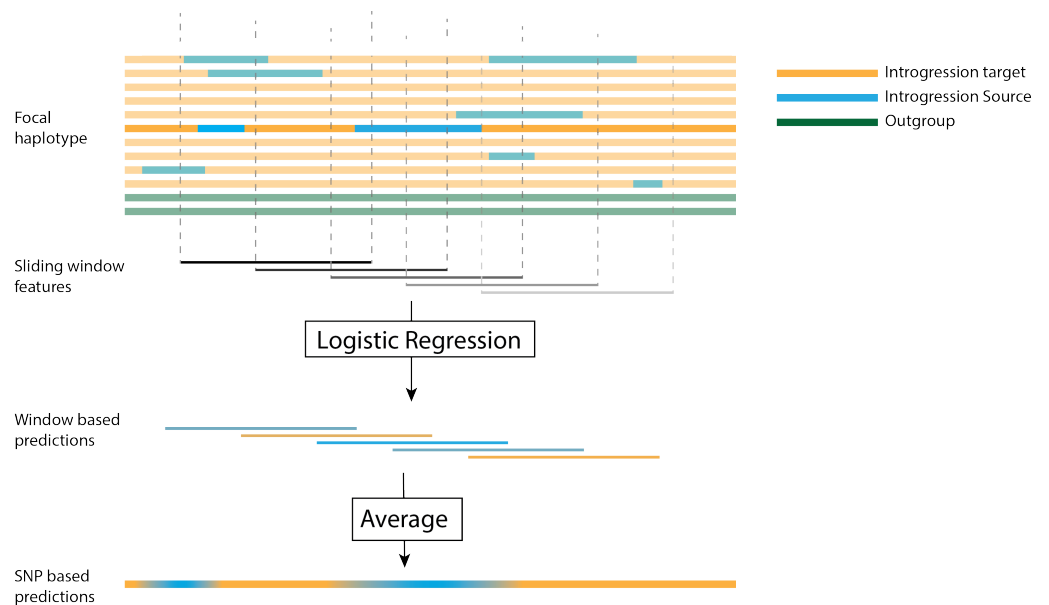 Introgression target
Introgression Source
Outgroup
Focal
haplotype
Sliding window
features
Logistic Regression
Window based
predictions
Average
SNP based
predictions